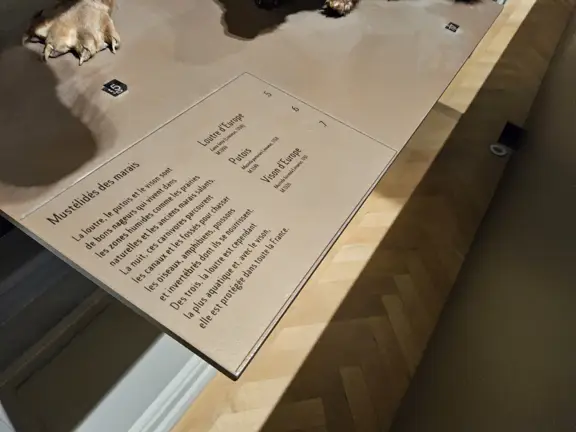 Mustélidés des marais
La loutre, le putois et le vison sont
de bons nageurs qui vivent dans
les zones humides comme les prairies
naturelles et les anciens marais salants.
La nuit, ces carnivores parcourent
les canaux et les fossés pour chasser
les oiseaux, amphibiens, poissons
et invertébrés dont ils se nourrissent.
Des trois, la loutre est cependant
la plus aquatique et, avec le vison,
elle est protégée dans toute la France.
Loutre d'Europe
5
Putois
6
Vison d'Europe
7